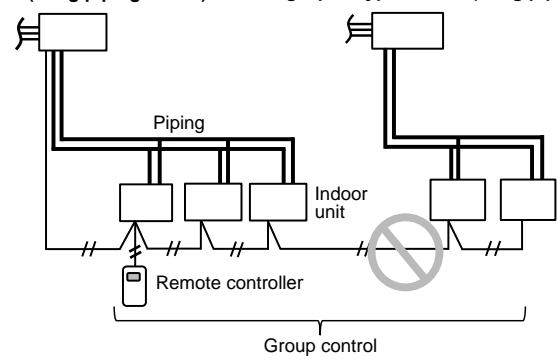 Piping
Indoor
unit
Remote controller
Group control